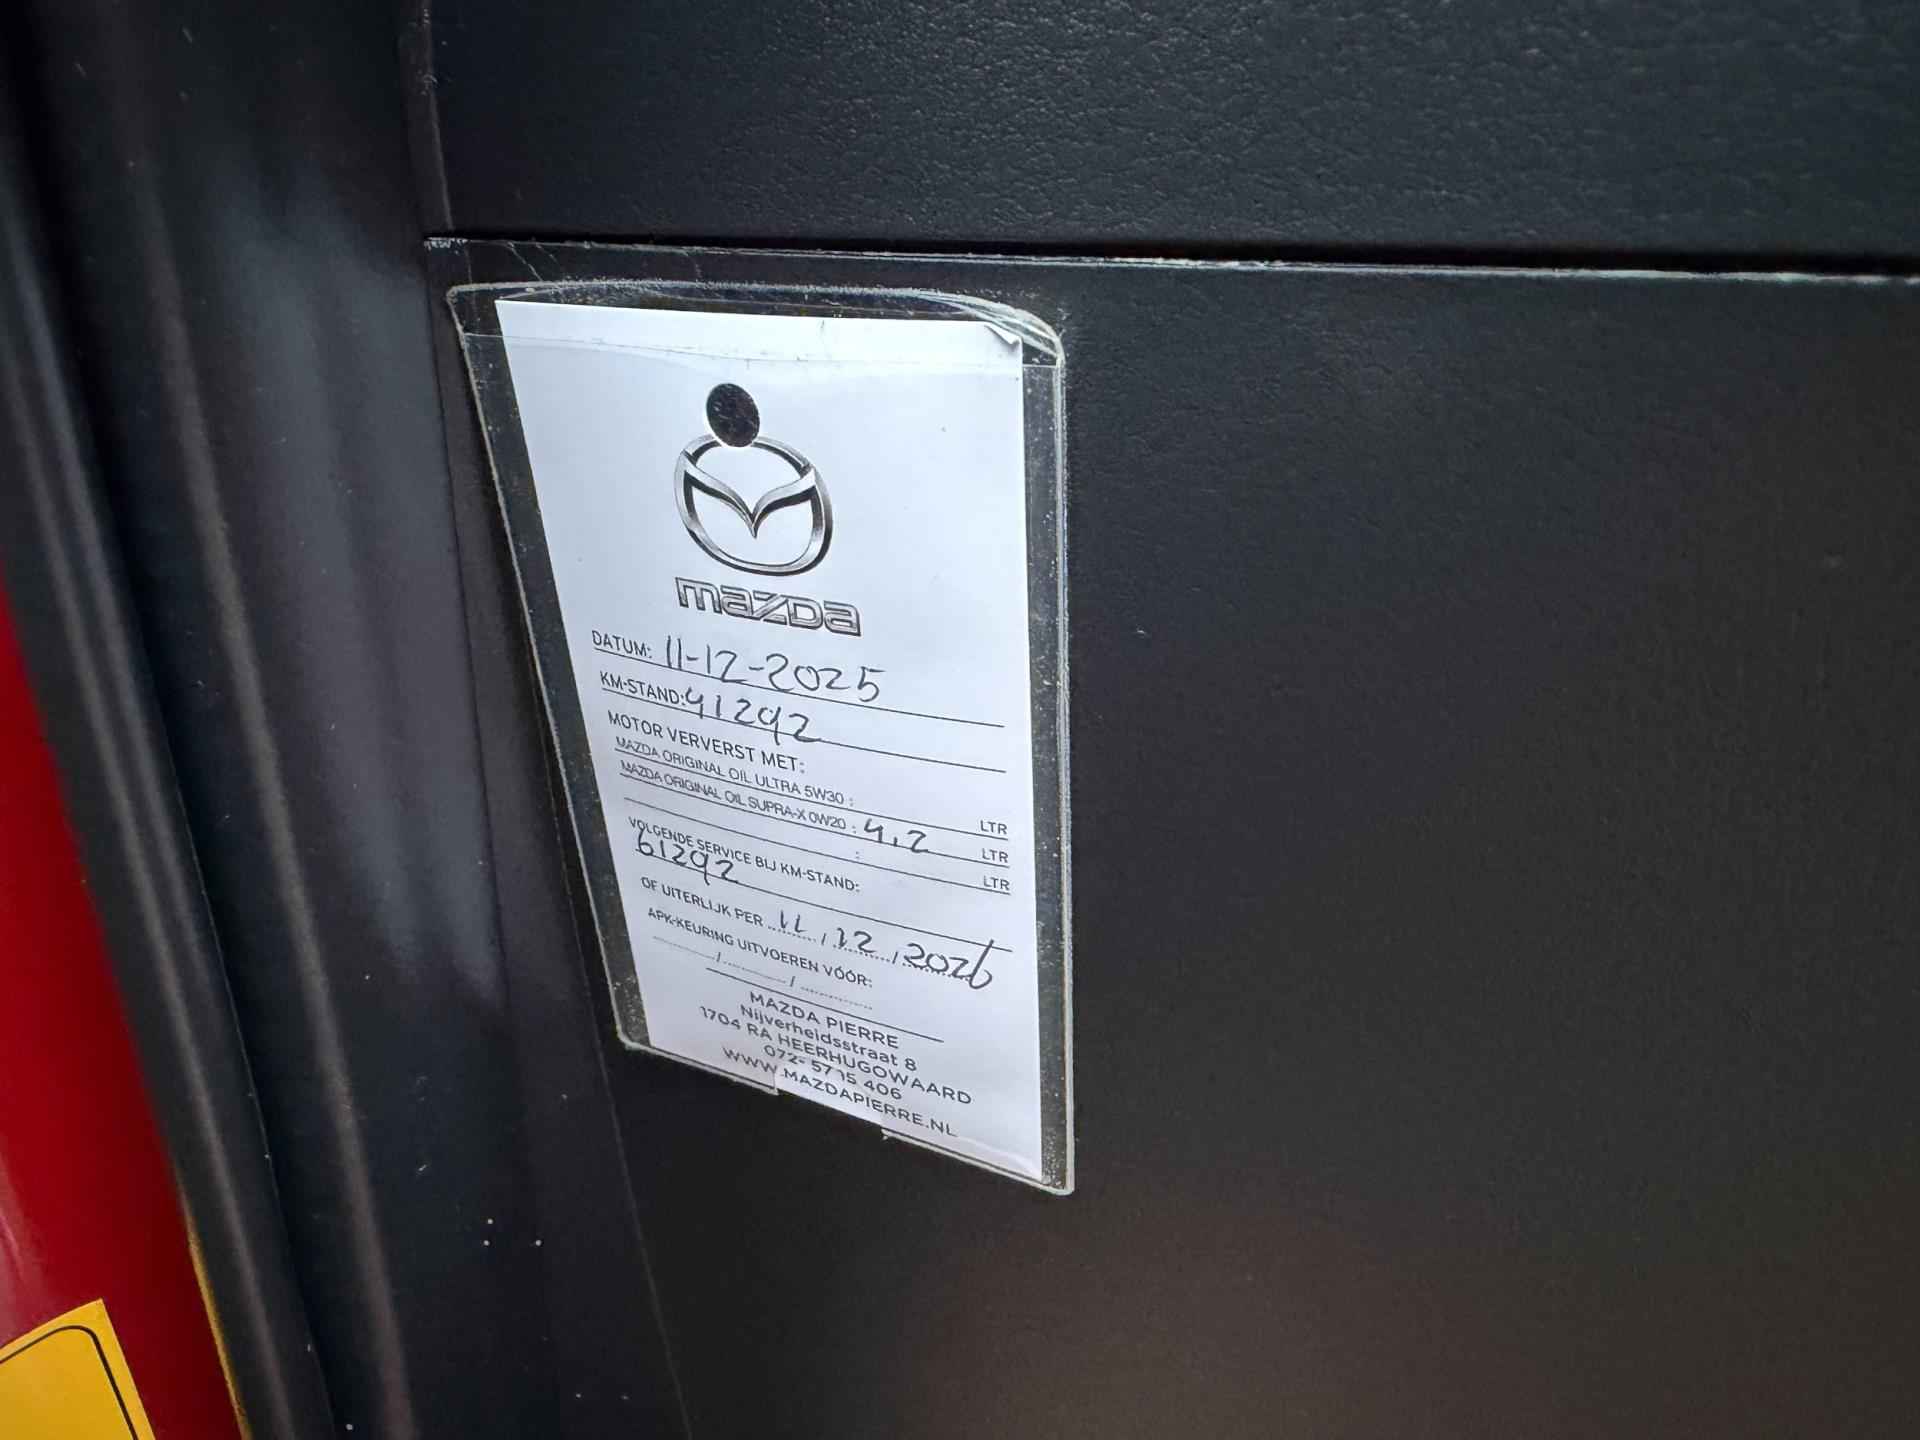 mazda
DATUM: 11-12-2025
KM-STAND: 41292
MOTOR VERVERST MET:
MAZDA ORIGINAL OIL ULTRA 5W30 : LTR
MAZDA ORIGINAL OIL SUPRA-X 0W20 : 4,2 LTR
: LTR
VOLGENDE SERVICE BIJ KM-STAND:
61292
OF UITERLIJK PER 11 / 12 / 2026
APK-KEURING UITVOEREN VÓÓR:
/ /
MAZDA PIERRE
Nijverheidsstraat 8
1704 RA HEERHUGOWAARD
072- 5715 406
WWW.MAZDAPIERRE.NL